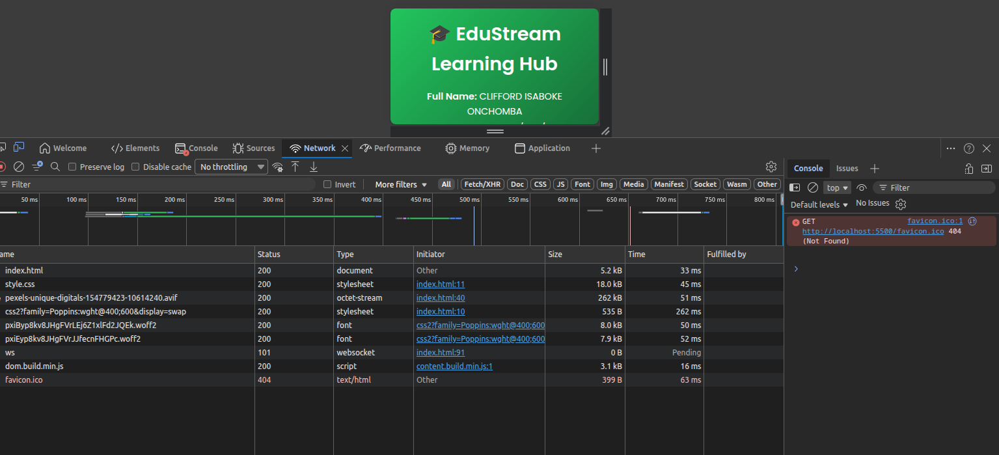 🎓 EduStream
Learning Hub
Full Name: CLIFFORD ISABOKE
ONCHOMBA
Welcome Elements Console Sources Network Performance Memory Application
Preserve log Disable cache No throttling
Filter Invert More filters All Fetch/XHR Doc CSS JS Font Img Media Manifest Socket Wasm Other
50 ms 100 ms 150 ms 200 ms 250 ms 300 ms 350 ms 400 ms 450 ms 500 ms 550 ms 600 ms 650 ms 700 ms 750 ms 800 ms
ame Status Type Initiator Size Time Fulfilled by
index.html 200 document Other 5.2 kB 33 ms
style.css 200 stylesheet index.html:11 18.0 kB 45 ms
pexels-unique-digitals-154779423-10614240.avif 200 octet-stream index.html:40 262 kB 51 ms
css2?family=Poppins:wght@400;600&display=swap 200 stylesheet index.html:10 535 B 262 ms
pxiByp8kv8JHgFVrLEj6Z1xlFd2JQEk.woff2 200 font css2?family=Poppins:wght@400;600 8.0 kB 50 ms
pxiEyp8kv8JHgFVrJJfecnFHGPc.woff2 200 font css2?family=Poppins:wght@400;600 7.9 kB 52 ms
ws 101 websocket index.html:91 0 B Pending
dom.build.min.js 200 script content.build.min.js:1 3.1 kB 16 ms
favicon.ico 404 text/html Other 399 B 63 ms
Console Issues
top Filter
Default levels No Issues
GET favicon.ico:1
http://localhost:5500/favicon.ico 404
(Not Found)